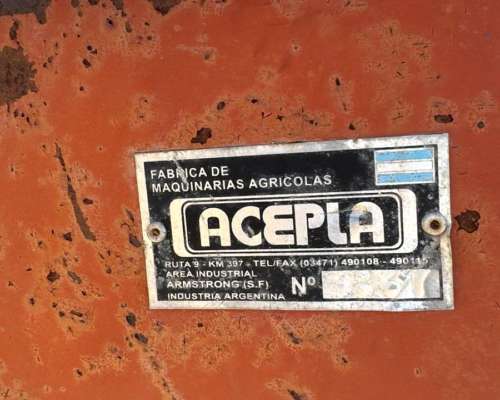 FABRICA DE
MAQUINARIAS AGRICOLAS
ACEPLA
RUTA 9 - KM 397 - TEL/FAX (03471) 490108 - 490115
AREA INDUSTRIAL
ARMSTRONG (S.F)
INDUSTRIA ARGENTINA
Nº